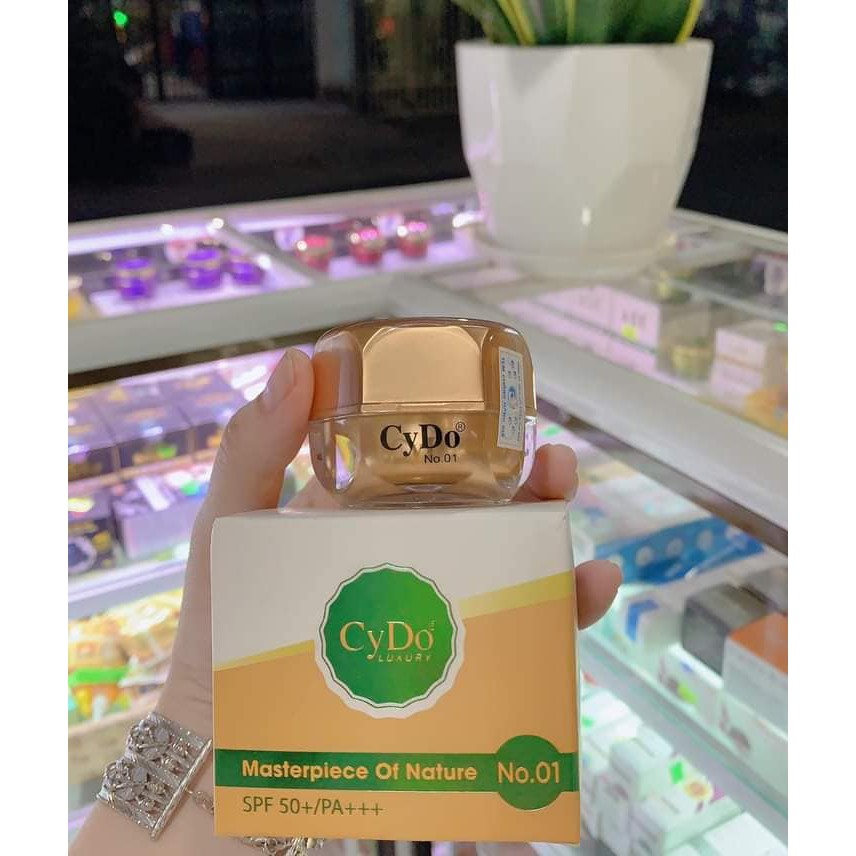 CyDo®
No.01
CyDo
LUXURY
Masterpiece Of Nature No.01
SPF 50+/PA+++